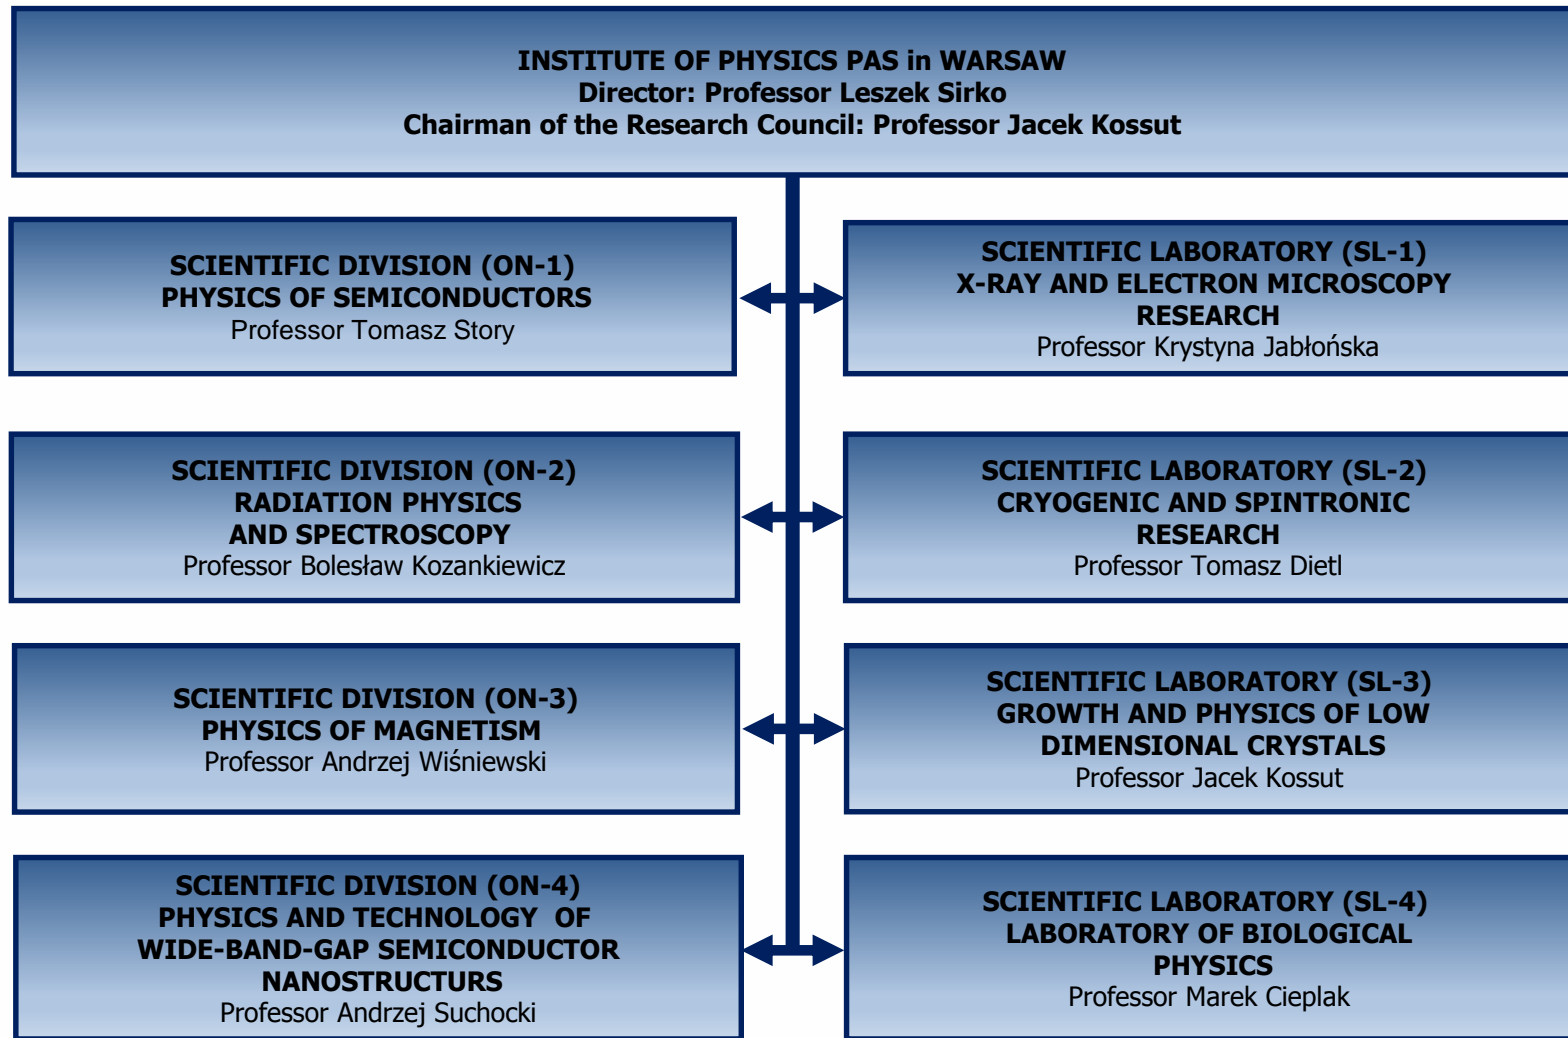 INSTITUTE OF PHYSICS PAS in WARSAW
Director: Professor Leszek Sirko
Chairman of the Research Council: Professor Jacek Kossut
SCIENTIFIC DIVISION (ON-1)
PHYSICS OF SEMICONDUCTORS
Professor Tomasz Story
SCIENTIFIC LABORATORY (SL-1)
X-RAY AND ELECTRON MICROSCOPY
RESEARCH
Professor Krystyna Jabłońska
SCIENTIFIC DIVISION (ON-2)
RADIATION PHYSICS
AND SPECTROSCOPY
Professor Bolesław Kozankiewicz
SCIENTIFIC LABORATORY (SL-2)
CRYOGENIC AND SPINTRONIC
RESEARCH
Professor Tomasz Dietl
SCIENTIFIC DIVISION (ON-3)
PHYSICS OF MAGNETISM
Professor Andrzej Wiśniewski
SCIENTIFIC LABORATORY (SL-3)
GROWTH AND PHYSICS OF LOW
DIMENSIONAL CRYSTALS
Professor Jacek Kossut
SCIENTIFIC DIVISION (ON-4)
PHYSICS AND TECHNOLOGY OF
WIDE-BAND-GAP SEMICONDUCTOR
NANOSTRUCTURS
Professor Andrzej Suchocki
SCIENTIFIC LABORATORY (SL-4)
LABORATORY OF BIOLOGICAL
PHYSICS
Professor Marek Cieplak